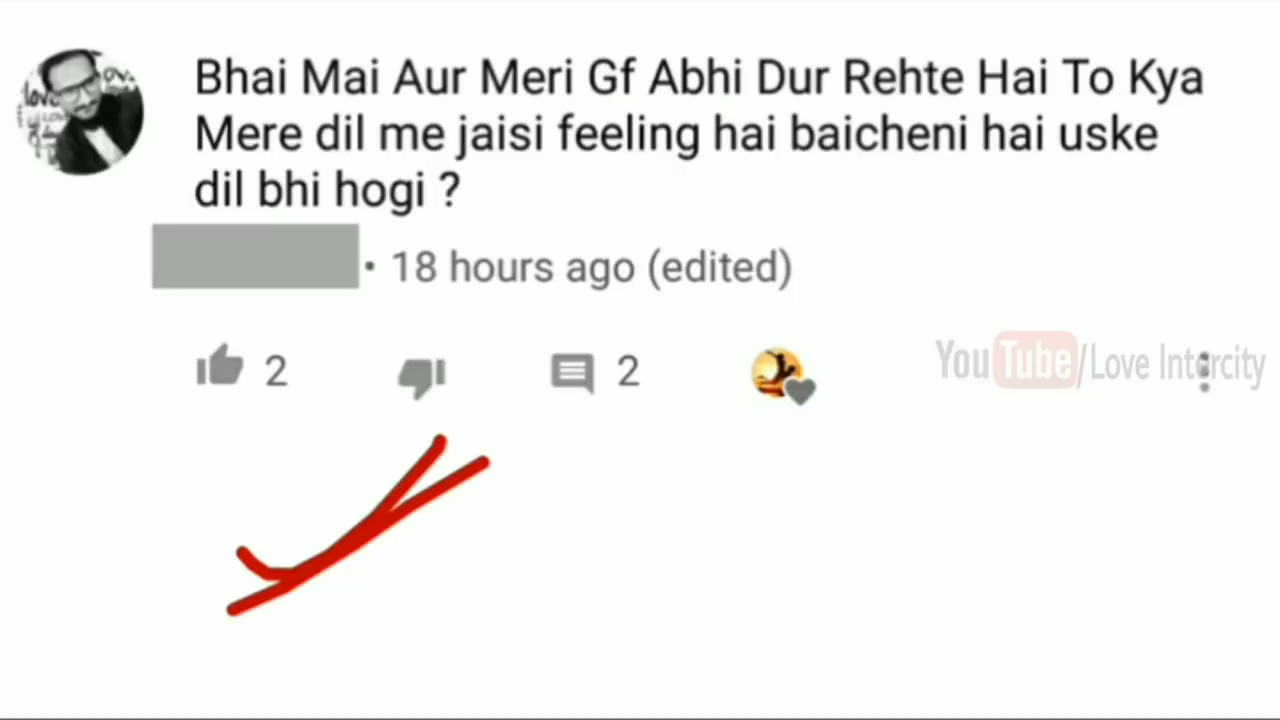 Bhai Mai Aur Meri Gf Abhi Dur Rehte Hai To Kya
Mere dil me jaisi feeling hai baicheni hai uske
dil bhi hogi ?
• 18 hours ago (edited)
2 2
YouTube/Love Intercity